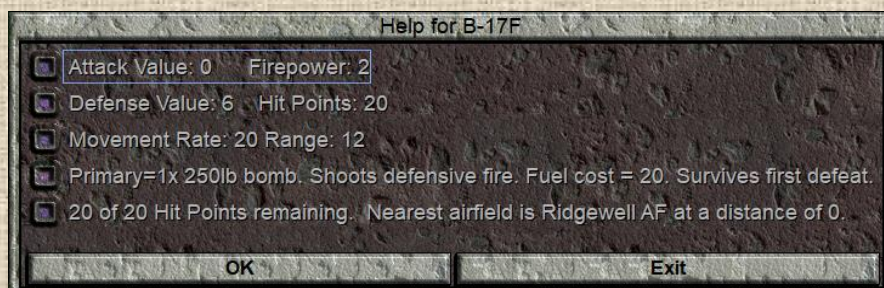 Help for B-17F
Attack Value: 0 Firepower: 2
Defense Value: 6 Hit Points: 20
Movement Rate: 20 Range: 12
Primary=1x 250lb bomb. Shoots defensive fire. Fuel cost = 20. Survives first defeat.
20 of 20 Hit Points remaining. Nearest airfield is Ridgewell AF at a distance of 0.
OK Exit